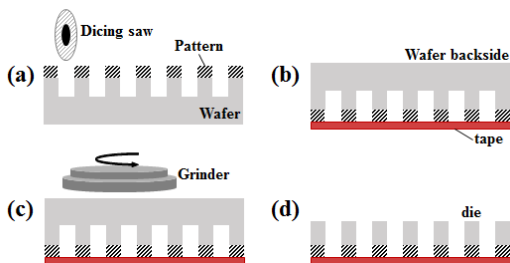 Dicing saw
Pattern
(a)
Wafer
Wafer backside
(b)
tape
Grinder
(c)
die
(d)